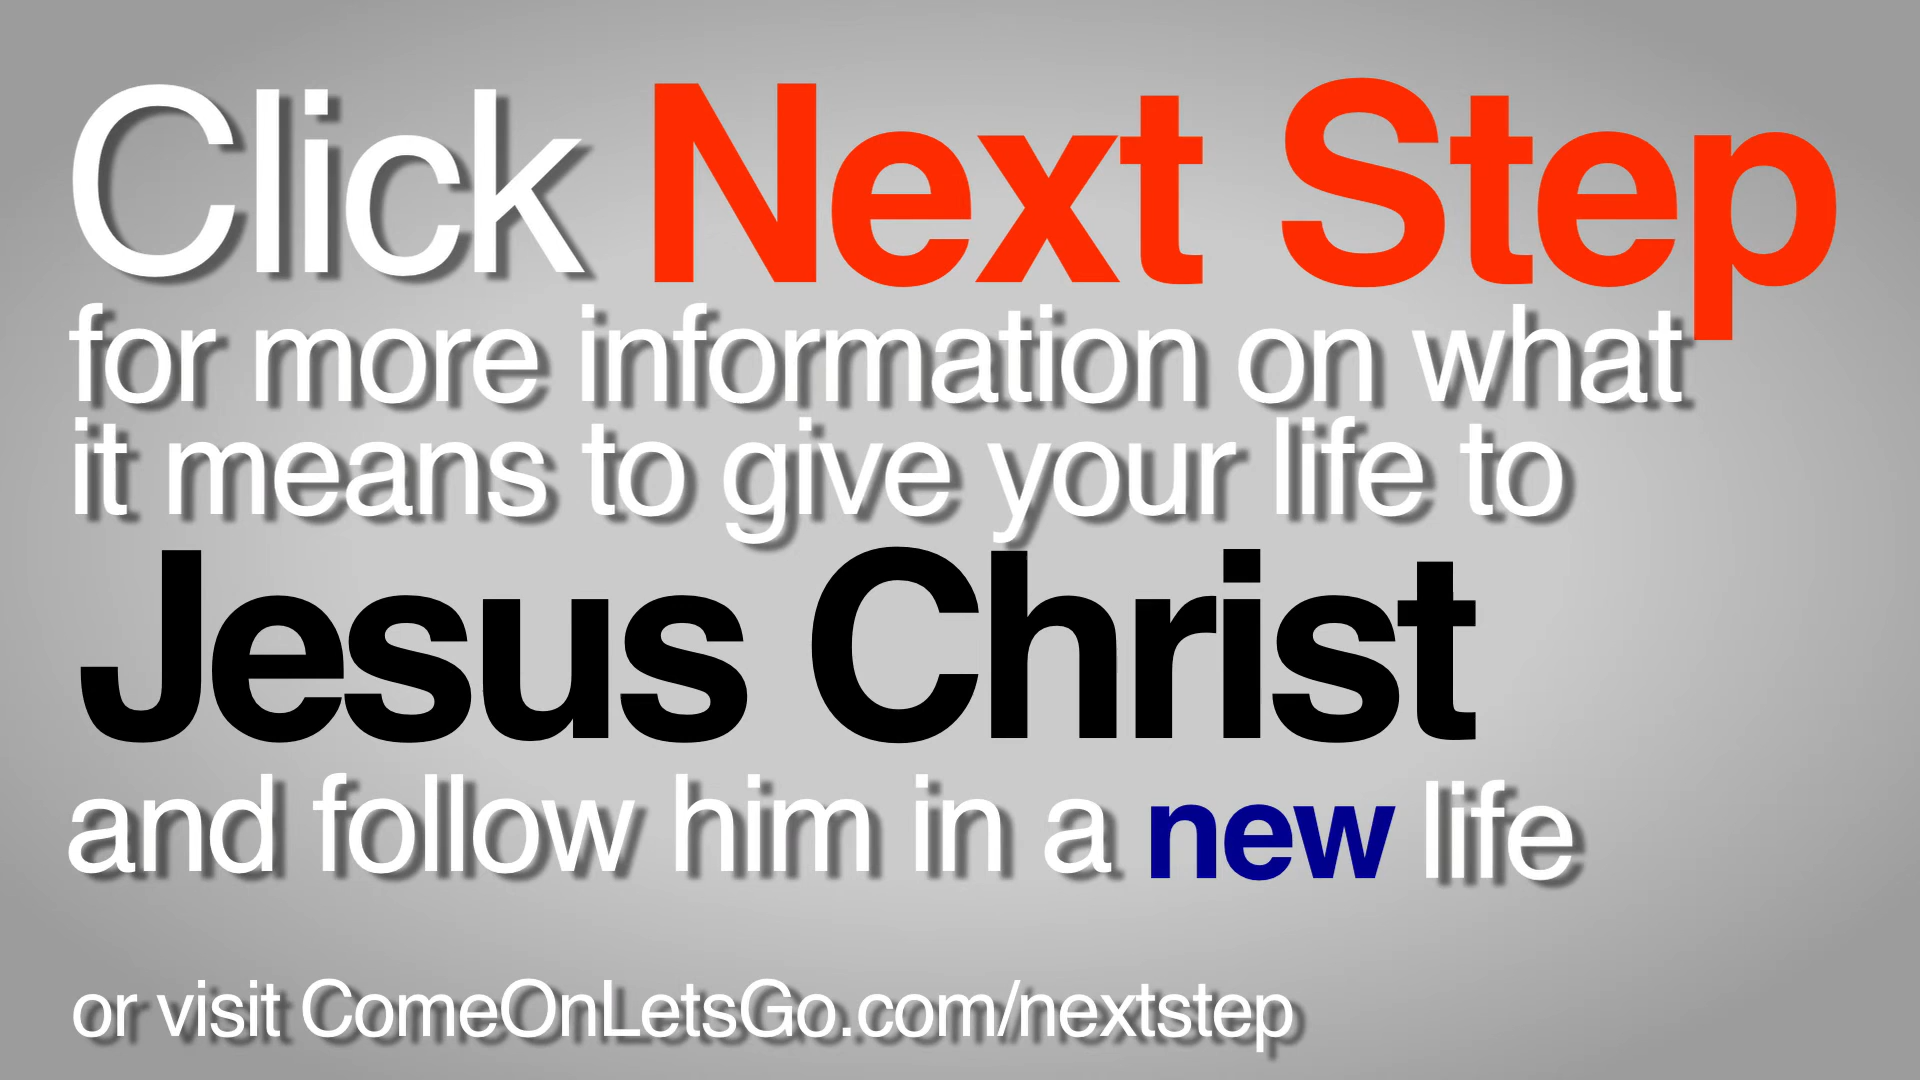 Click Next Step
for more information on what
it means to give your life to
Jesus Christ
and follow him in a new life
or visit ComeOnLetsGo.com/nextstep